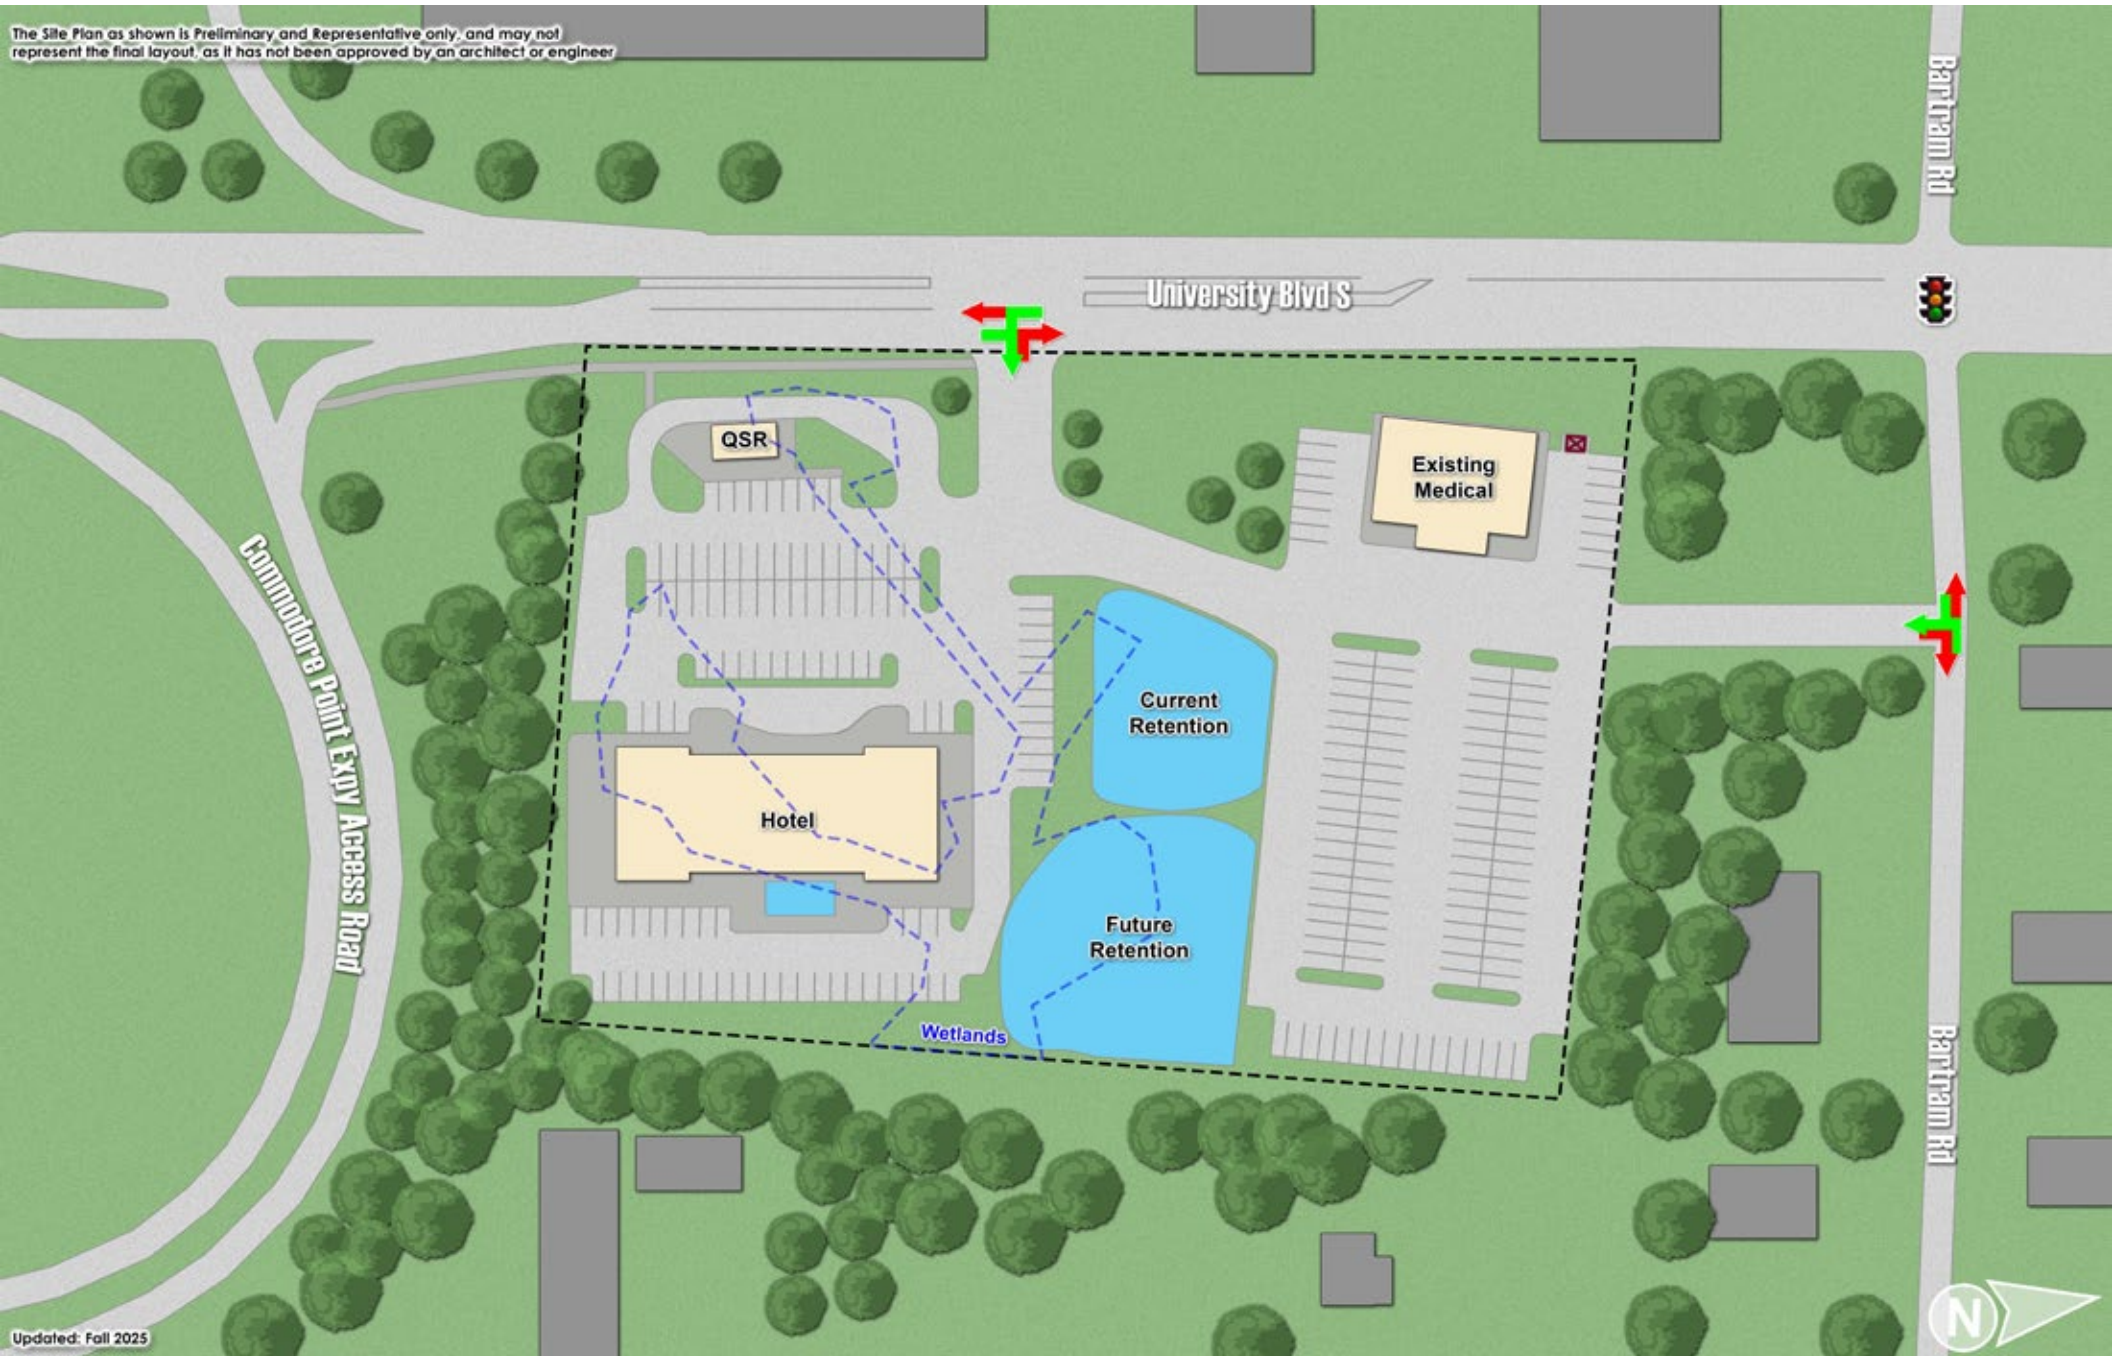 The Site Plan as shown is Preliminary and Representative only, and may not
represent the final layout, as it has not been approved by an architect or engineer
Bartram Rd
University Blvd S
QSR
Existing
Medical
Commodore Point Expy Access Road
Current
Retention
Hotel
Future
Retention
Wetlands
Bartram Rd
Updated: Fall 2025
N